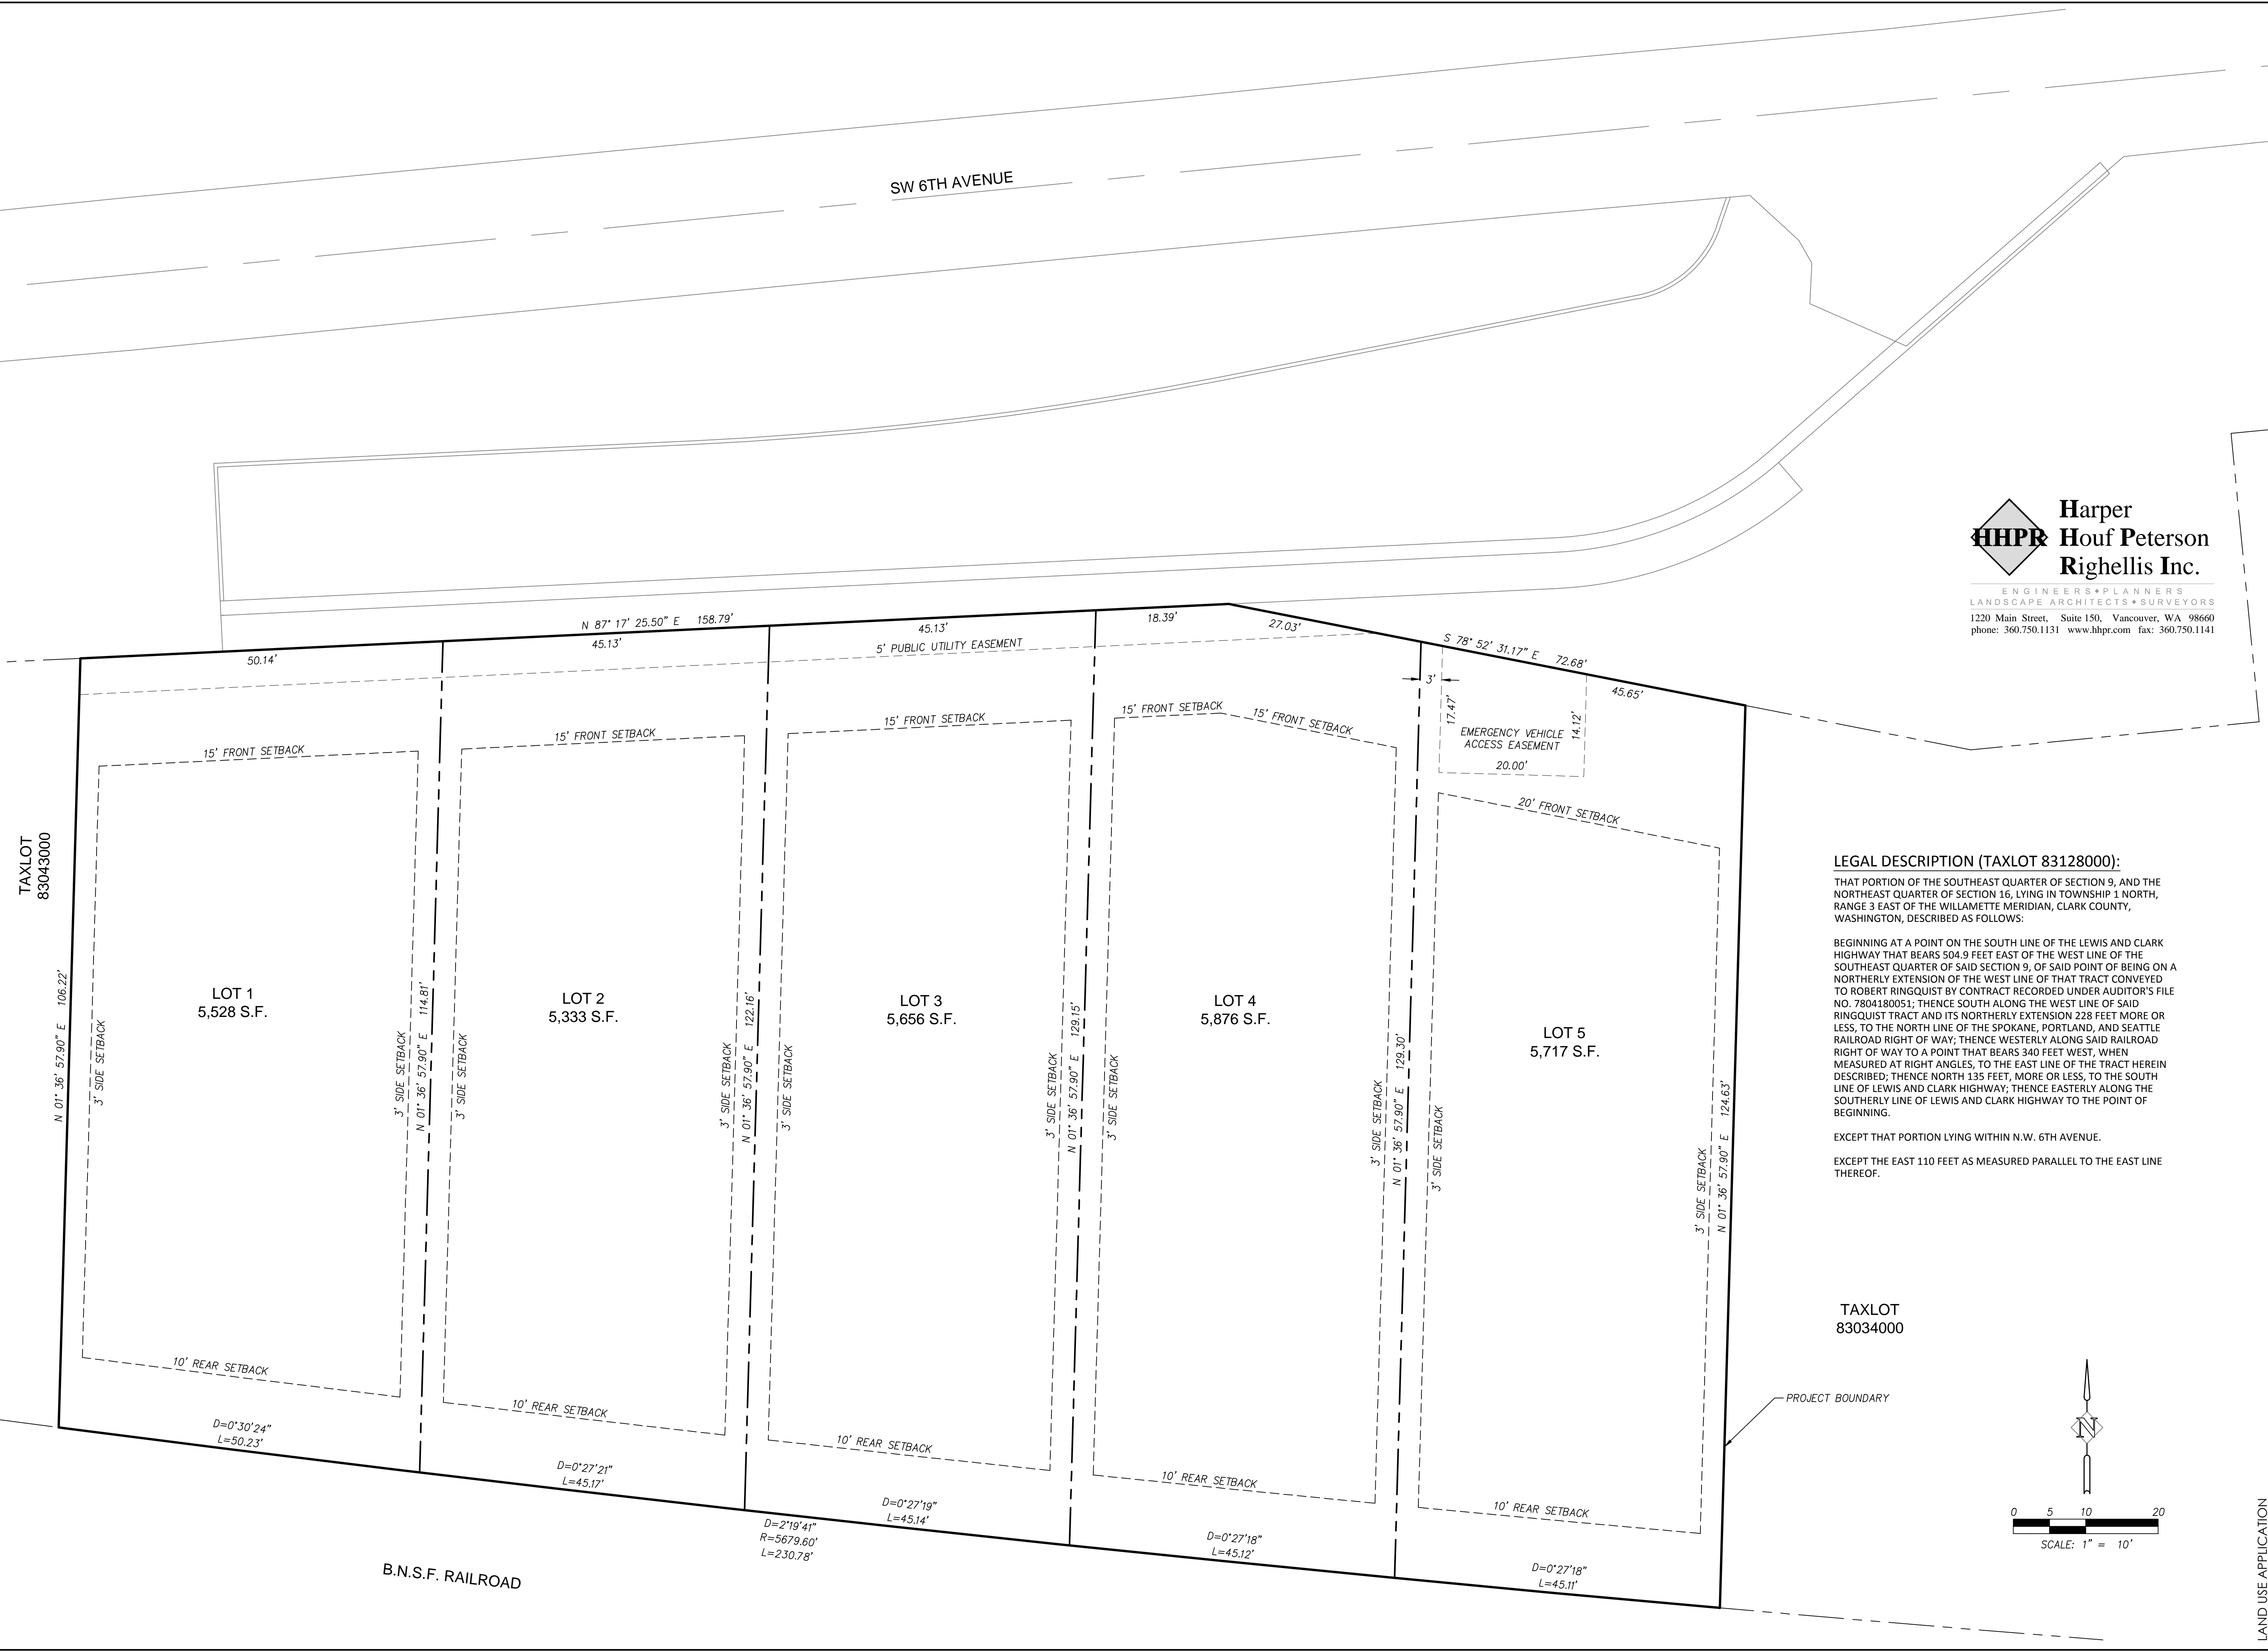 SW 6TH AVENUE
HHPR
Harper
Houf Peterson
Righellis Inc.
ENGINEERS◆PLANNERS
LANDSCAPE ARCHITECTS◆SURVEYORS
1220 Main Street, Suite 150, Vancouver, WA 98660
phone: 360.750.1131 www.hhpr.com fax: 360.750.1141
N 87° 17' 25.50" E 158.79'
50.14'
45.13'
45.13'
18.39'
27.03'
S 78° 52' 31.17" E 72.68'
45.65'
5' PUBLIC UTILITY EASEMENT
3'
17.47'
14.12'
EMERGENCY VEHICLE
ACCESS EASEMENT
20.00'
15' FRONT SETBACK
15' FRONT SETBACK
15' FRONT SETBACK
15' FRONT SETBACK
15' FRONT SETBACK
20' FRONT SETBACK
TAXLOT
83043000
N 01° 36' 57.90" E 106.22'
3' SIDE SETBACK
LOT 1
5,528 S.F.
3' SIDE SETBACK
N 01° 36' 57.90" E 114.81'
3' SIDE SETBACK
LOT 2
5,333 S.F.
3' SIDE SETBACK
N 01° 36' 57.90" E 122.16'
3' SIDE SETBACK
LOT 3
5,656 S.F.
3' SIDE SETBACK
N 01° 36' 57.90" E 129.15'
3' SIDE SETBACK
LOT 4
5,876 S.F.
3' SIDE SETBACK
N 01° 36' 57.90" E 129.30'
3' SIDE SETBACK
LOT 5
5,717 S.F.
3' SIDE SETBACK
N 01° 36' 57.90" E 124.63'
LEGAL DESCRIPTION (TAXLOT 83128000):
THAT PORTION OF THE SOUTHEAST QUARTER OF SECTION 9, AND THE
NORTHEAST QUARTER OF SECTION 16, LYING IN TOWNSHIP 1 NORTH,
RANGE 3 EAST OF THE WILLAMETTE MERIDIAN, CLARK COUNTY,
WASHINGTON, DESCRIBED AS FOLLOWS:
BEGINNING AT A POINT ON THE SOUTH LINE OF THE LEWIS AND CLARK
HIGHWAY THAT BEARS 504.9 FEET EAST OF THE WEST LINE OF THE
SOUTHEAST QUARTER OF SAID SECTION 9, OF SAID POINT OF BEING ON A
NORTHERLY EXTENSION OF THE WEST LINE OF THAT TRACT CONVEYED
TO ROBERT RINGQUIST BY CONTRACT RECORDED UNDER AUDITOR'S FILE
NO. 7804180051; THENCE SOUTH ALONG THE WEST LINE OF SAID
RINGQUIST TRACT AND ITS NORTHERLY EXTENSION 228 FEET MORE OR
LESS, TO THE NORTH LINE OF THE SPOKANE, PORTLAND, AND SEATTLE
RAILROAD RIGHT OF WAY; THENCE WESTERLY ALONG SAID RAILROAD
RIGHT OF WAY TO A POINT THAT BEARS 340 FEET WEST, WHEN
MEASURED AT RIGHT ANGLES, TO THE EAST LINE OF THE TRACT HEREIN
DESCRIBED; THENCE NORTH 135 FEET, MORE OR LESS, TO THE SOUTH
LINE OF LEWIS AND CLARK HIGHWAY; THENCE EASTERLY ALONG THE
SOUTHERLY LINE OF LEWIS AND CLARK HIGHWAY TO THE POINT OF
BEGINNING.
EXCEPT THAT PORTION LYING WITHIN N.W. 6TH AVENUE.
EXCEPT THE EAST 110 FEET AS MEASURED PARALLEL TO THE EAST LINE
THEREOF.
TAXLOT
83034000
PROJECT BOUNDARY
10' REAR SETBACK
10' REAR SETBACK
10' REAR SETBACK
10' REAR SETBACK
10' REAR SETBACK
D=0°30'24"
L=50.23'
D=0°27'21"
L=45.17'
D=0°27'19"
L=45.14'
D=0°27'18"
L=45.12'
D=0°27'18"
L=45.11'
D=2°19'41"
R=5679.60'
L=230.78'
B.N.S.F. RAILROAD
N
0 5 10 20
SCALE: 1" = 10'
LAND USE APPLICATION